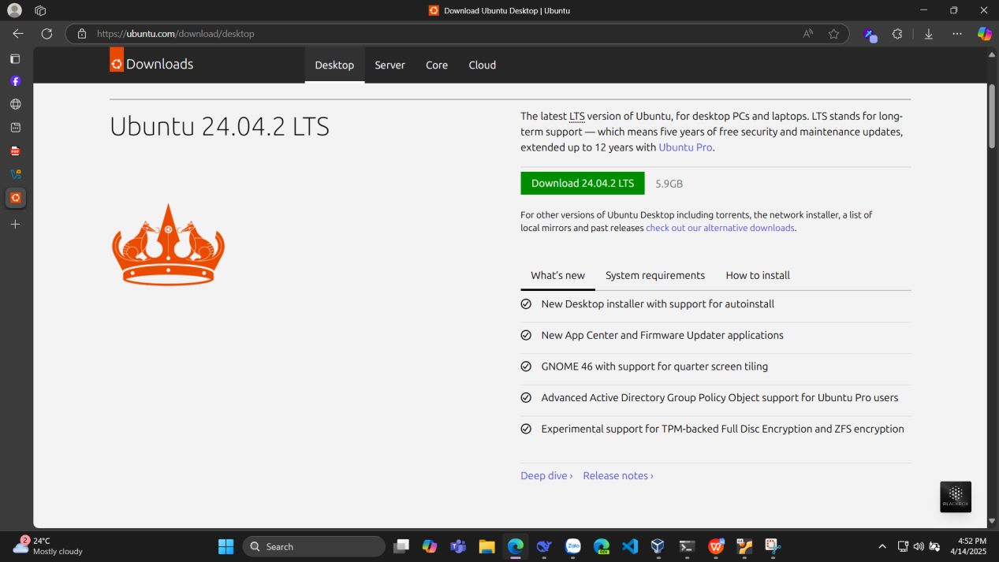 Download Ubuntu Desktop | Ubuntu
https://ubuntu.com/download/desktop
Downloads
Desktop
Server
Core
Cloud
Ubuntu 24.04.2 LTS
The latest LTS version of Ubuntu, for desktop PCs and laptops. LTS stands for long-
term support — which means five years of free security and maintenance updates,
extended up to 12 years with Ubuntu Pro.
Download 24.04.2 LTS
5.9GB
For other versions of Ubuntu Desktop including torrents, the network installer, a list of
local mirrors and past releases check out our alternative downloads.
What's new
System requirements
How to install
New Desktop installer with support for autoinstall
New App Center and Firmware Updater applications
GNOME 46 with support for quarter screen tiling
Advanced Active Directory Group Policy Object support for Ubuntu Pro users
Experimental support for TPM-backed Full Disc Encryption and ZFS encryption
Deep dive ›
Release notes ›
BLACKBOX
2
24°C
Mostly cloudy
Search
Zalo
DEV
4:52 PM
4/14/2025